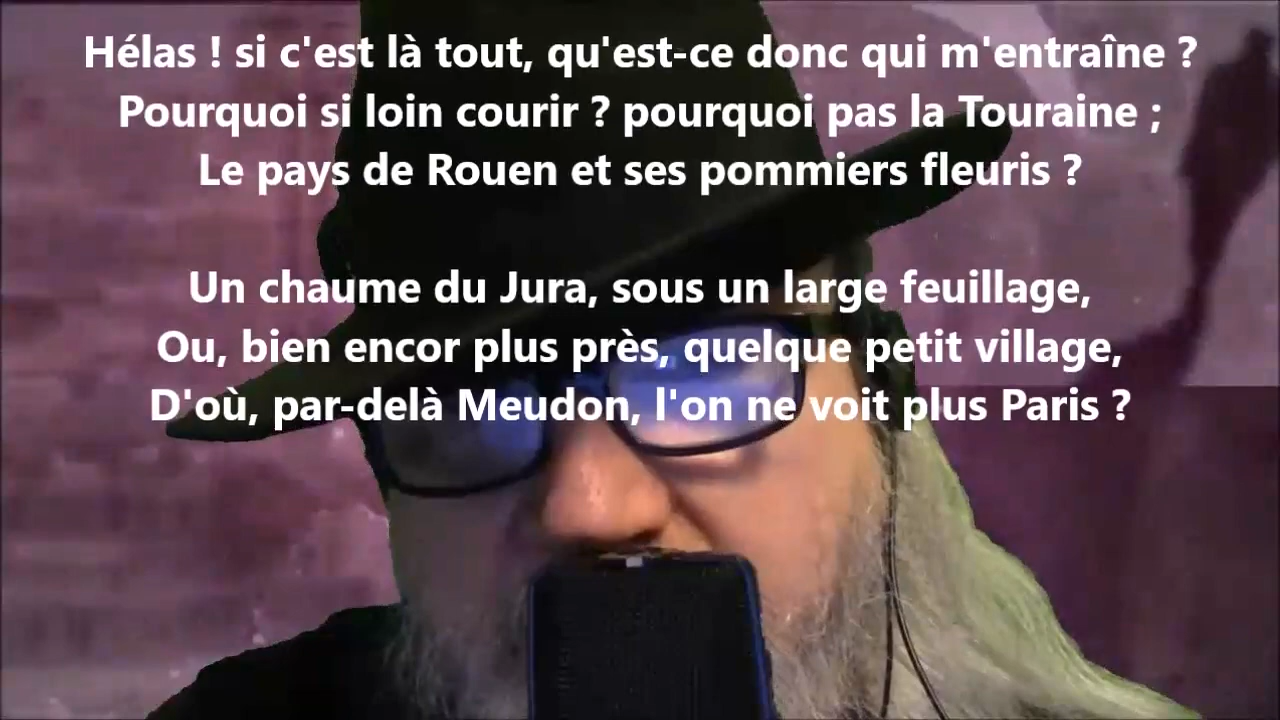 Hélas ! si c'est là tout, qu'est-ce donc qui m'entraîne ?
Pourquoi si loin courir ? pourquoi pas la Touraine ;
Le pays de Rouen et ses pommiers fleuris ?
Un chaume du Jura, sous un large feuillage,
Ou, bien encor plus près, quelque petit village,
D'où, par-delà Meudon, l'on ne voit plus Paris ?